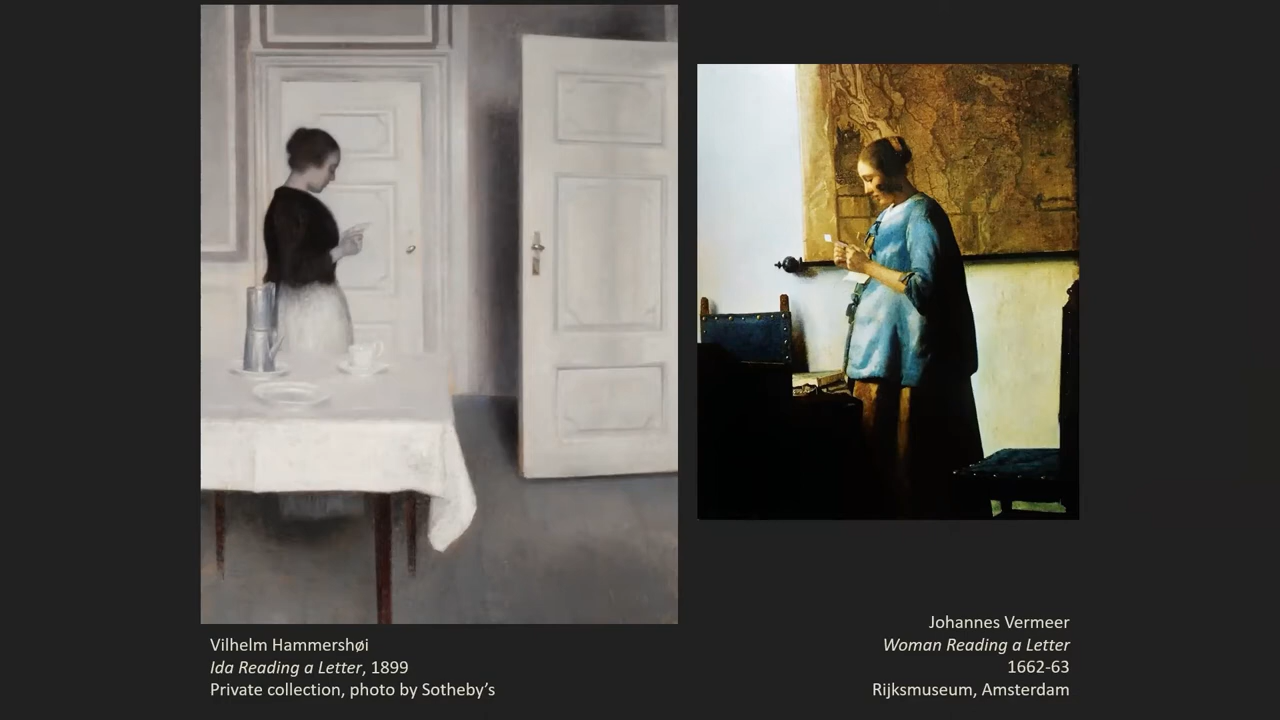 Vilhelm Hammershøi
Ida Reading a Letter, 1899
Private collection, photo by Sotheby’s
Johannes Vermeer
Woman Reading a Letter
1662-63
Rijksmuseum, Amsterdam